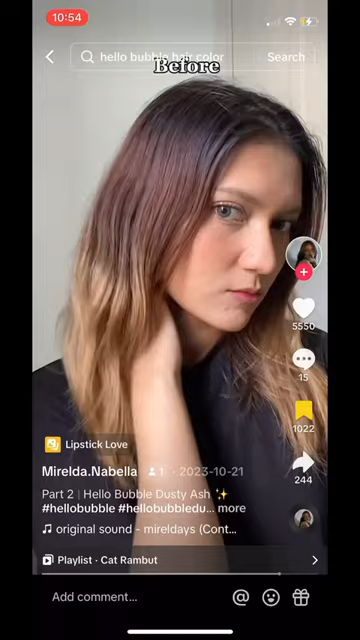 10:54
hello bubble hair color
Search
Before
5550
15
1022
244
Lipstick Love
Mirelda.Nabella 1 · 2023-10-21
Part 2 | Hello Bubble Dusty Ash ✨
#hellobubble #hellobubbledu... more
original sound - mireldays (Cont...
Playlist · Cat Rambut
Add comment...
@